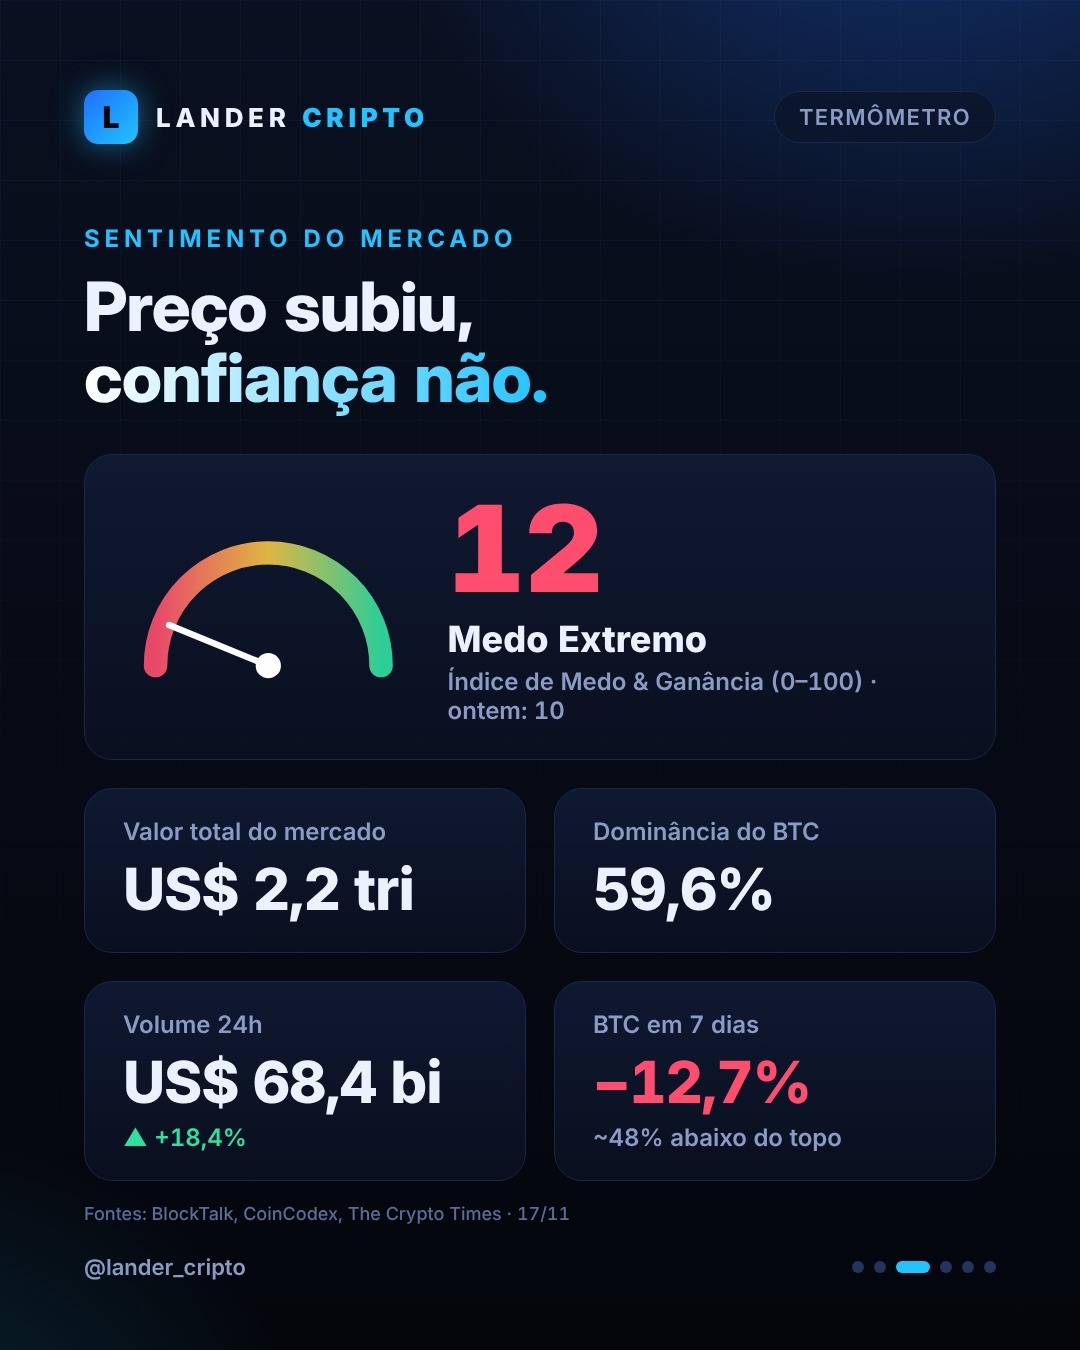 L LANDER CRIPTO
TERMÔMETRO
SENTIMENTO DO MERCADO
Preço subiu,
confiança não.
12
Medo Extremo
Índice de Medo & Ganância (0–100) ·
ontem: 10
Valor total do mercado
US$ 2,2 tri
Dominância do BTC
59,6%
Volume 24h
US$ 68,4 bi
▲ +18,4%
BTC em 7 dias
–12,7%
~48% abaixo do topo
Fontes: BlockTalk, CoinCodex, The Crypto Times · 17/11
@lander_cripto